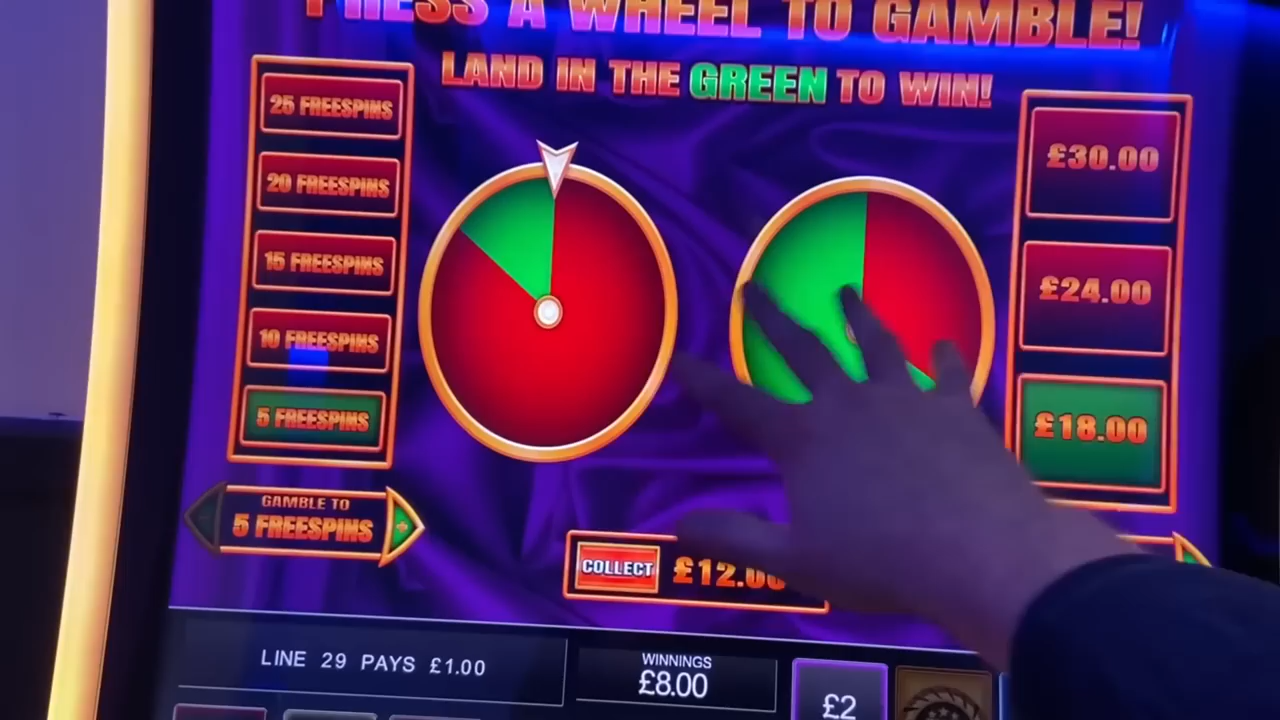 PRESS A WHEEL TO GAMBLE!
LAND IN THE GREEN TO WIN!
25 FREESPINS
20 FREESPINS
15 FREESPINS
10 FREESPINS
5 FREESPINS
£30.00
£24.00
£18.00
GAMBLE TO
5 FREESPINS
COLLECT £12.00
LINE 29 PAYS £1.00
WINNINGS
£8.00
£2